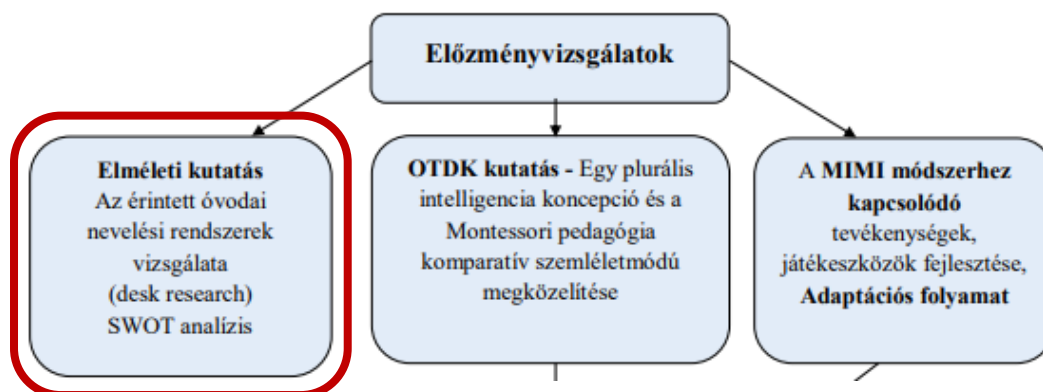 Előzményvizsgálatok
Elméleti kutatás
Az érintett óvodai
nevelési rendszerek
vizsgálata
(desk research)
SWOT analízis
OTDK kutatás - Egy plurális
intelligencia koncepció és a
Montessori pedagógia
komparatív szemléletmódú
megközelítése
A MIMI módszerhez
kapcsolódó
tevékenységek,
játékeszközök fejlesztése,
Adaptációs folyamat